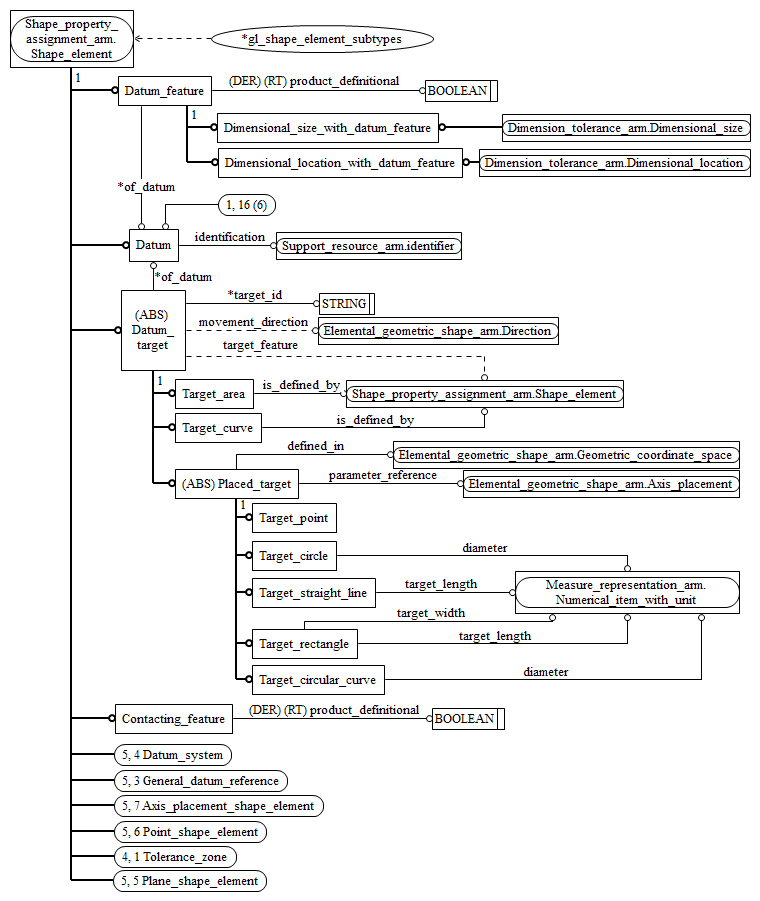 Shape_property_
assignment_arm.
Shape_element
*gl_shape_element_subtypes
1
Datum_feature
(DER) (RT) product_definitional
BOOLEAN
1
Dimensional_size_with_datum_feature
Dimension_tolerance_arm.Dimensional_size
Dimensional_location_with_datum_feature
Dimension_tolerance_arm.Dimensional_location
*of_datum
1, 16 (6)
Datum
identification
Support_resource_arm.identifier
*of_datum
(ABS)
Datum_
target
*target_id
STRING
movement_direction
Elemental_geometric_shape_arm.Direction
target_feature
1
Target_area
is_defined_by
Shape_property_assignment_arm.Shape_element
Target_curve
is_defined_by
defined_in
Elemental_geometric_shape_arm.Geometric_coordinate_space
(ABS) Placed_target
parameter_reference
Elemental_geometric_shape_arm.Axis_placement
1
Target_point
Target_circle
diameter
Target_straight_line
target_length
Measure_representation_arm.
Numerical_item_with_unit
target_width
Target_rectangle
target_length
Target_circular_curve
diameter
Contacting_feature
(DER) (RT) product_definitional
BOOLEAN
5, 4 Datum_system
5, 3 General_datum_reference
5, 7 Axis_placement_shape_element
5, 6 Point_shape_element
4, 1 Tolerance_zone
5, 5 Plane_shape_element